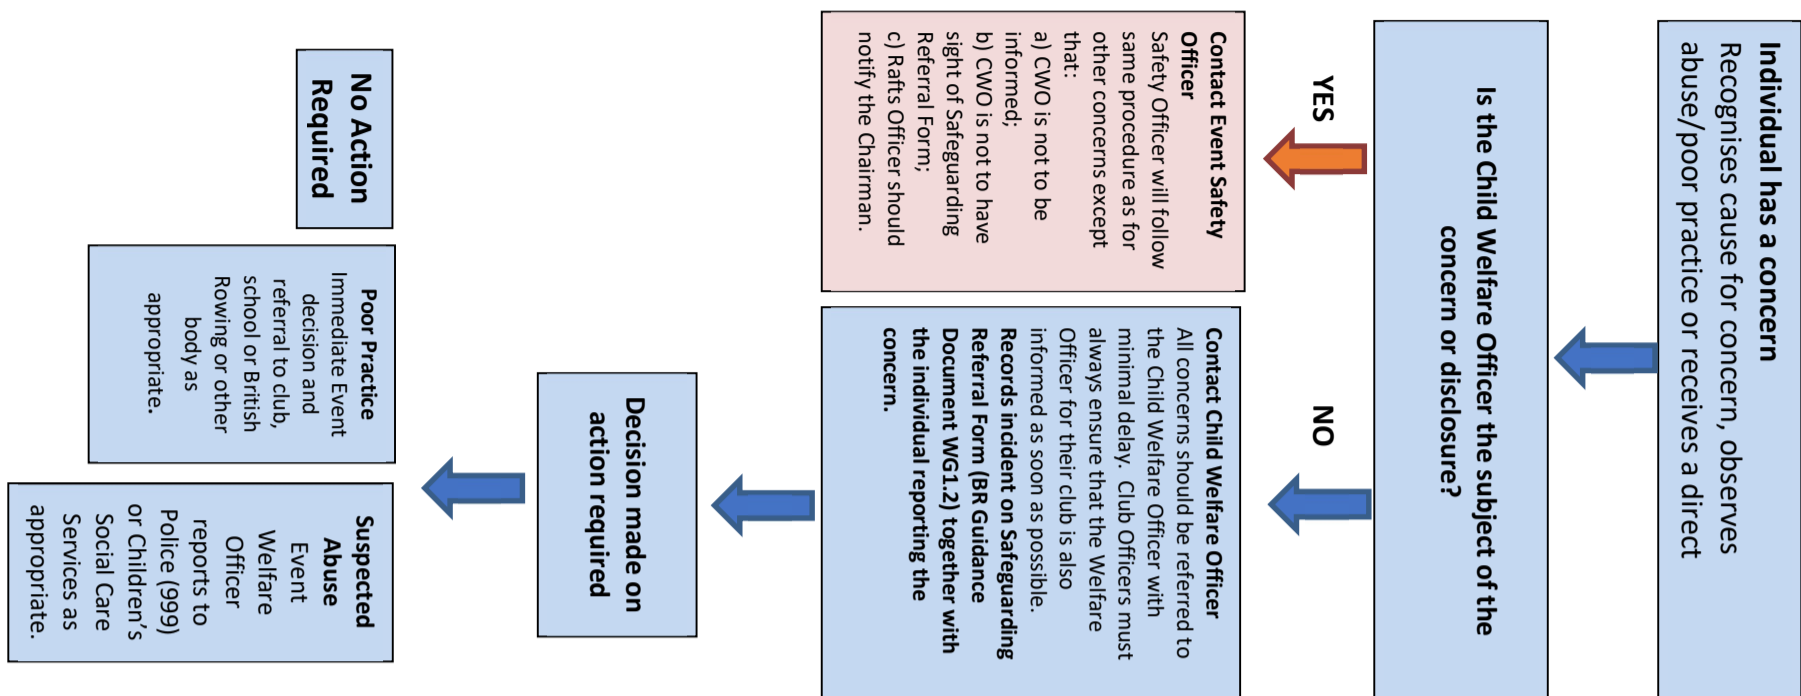 Individual has a concern
Recognises cause for concern, observes
abuse/poor practice or receives a direct
Is the Child Welfare Officer the subject of the
concern or disclosure?
YES
NO
Contact Event Safety
Officer
Safety Officer will follow
same procedure as for
other concerns except
that:
a) CWO is not to be
informed;
b) CWO is not to have
sight of Safeguarding
Referral Form;
c) Rafts Officer should
notify the Chairman.
Contact Child Welfare Officer
All concerns should be referred to
the Child Welfare Officer with
minimal delay. Club Officers must
always ensure that the Welfare
Officer for their club is also
informed as soon as possible.
Records incident on Safeguarding
Referral Form (BR Guidance
Document WG1.2) together with
the individual reporting the
concern.
Decision made on
action required
No Action
Required
Poor Practice
Immediate Event
decision and
referral to club,
school or British
Rowing or other
body as
appropriate.
Suspected
Abuse
Event
Welfare
Officer
reports to
Police (999)
or Children's
Social Care
Services as
appropriate.